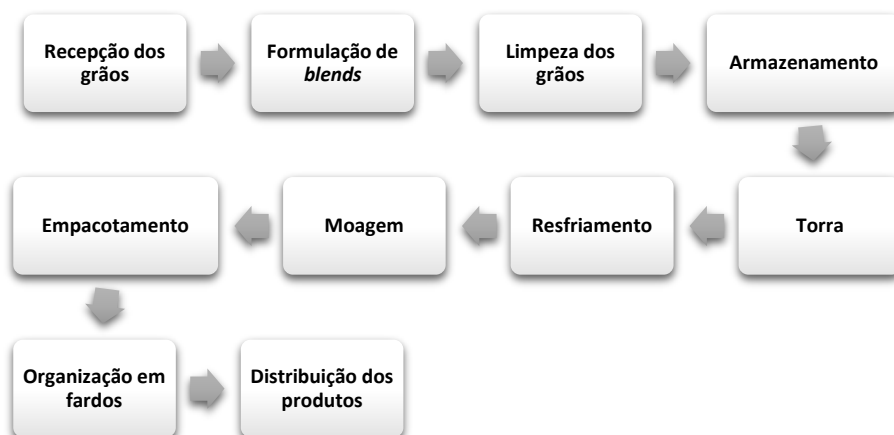 Recepção dos
grãos
Formulação de
blends
Limpeza dos
grãos
Armazenamento
Torra
Resfriamento
Moagem
Empacotamento
Organização em
fardos
Distribuição dos
produtos